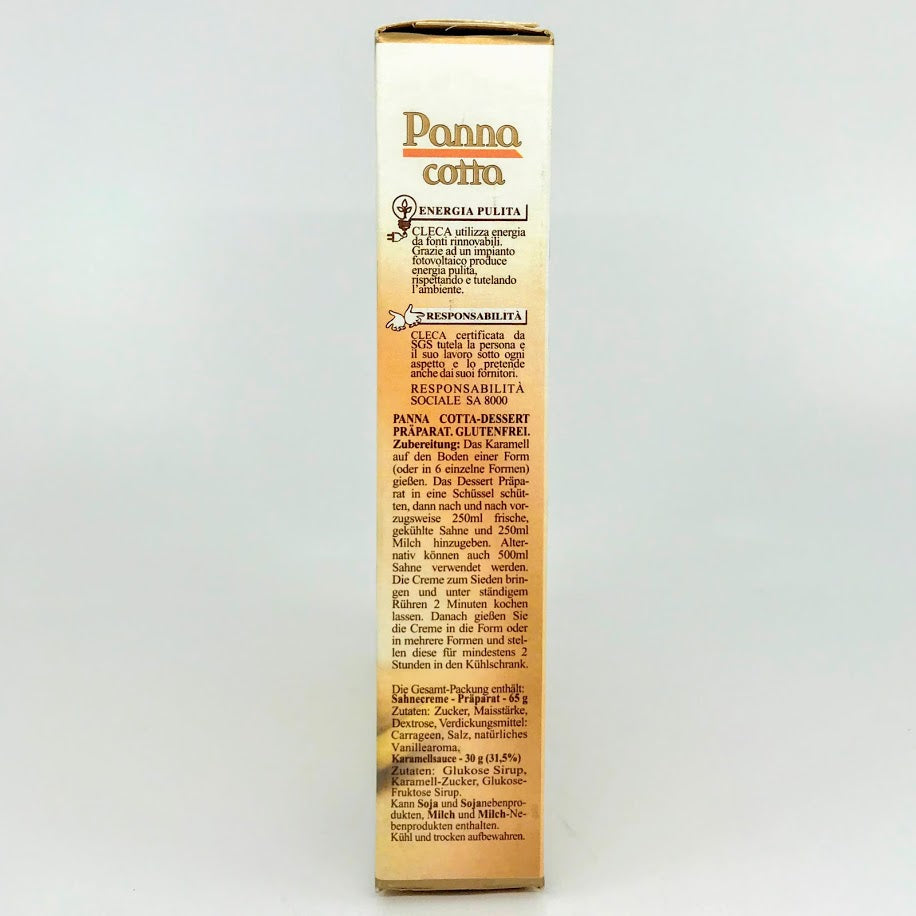 Panna
cotta
ENERGIA PULITA
CLECA utilizza energia
da fonti rinnovabili.
Grazie ad un impianto
fotovoltaico produce
energia pulita,
rispettando e tutelando
l'ambiente.
RESPONSABILITÀ
CLECA certificata da
SGS tutela la persona e
il suo lavoro sotto ogni
aspetto e lo pretende
anche dai suoi fornitori.
RESPONSABILITÀ
SOCIALE SA 8000
PANNA COTTA-DESSERT
PRÄPARAT. GLUTENFREI.
Zubereitung: Das Karamell
auf den Boden einer Form
(oder in 6 einzelne Formen)
gießen. Das Dessert Präpa-
rat in eine Schüssel schüt-
ten, dann nach und nach vor-
zugsweise 250ml frische,
gekühlte Sahne und 250ml
Milch hinzugeben. Alter-
nativ können auch 500ml
Sahne verwendet werden.
Die Creme zum Sieden brin-
gen und unter ständigem
Rühren 2 Minuten kochen
lassen. Danach gießen Sie
die Creme in die Form oder
in mehrere Formen und stel-
len diese für mindestens 2
Stunden in den Kühlschrank.
Die Gesamt-Packung enthält:
Sahnecreme - Präparat - 65 g
Zutaten: Zucker, Maisstärke,
Dextrose, Verdickungsmittel:
Carrageen, Salz, natürliches
Vanillearoma,
Karamellsauce - 30 g (31,5%)
Zutaten: Glukose Sirup,
Karamell-Zucker, Glukose-
Fruktose Sirup.
Kann Soja und Sojanebenpro-
dukten, Milch und Milch-Ne-
benprodukten enthalten.
Kühl und trocken aufbewahren.